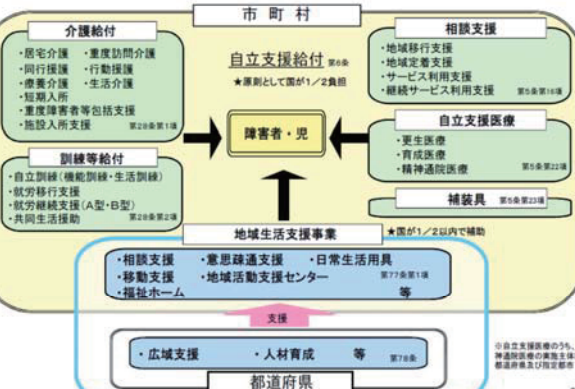 市町村
介護給付
・居宅介護 ・重度訪問介護
・同行援護 ・行動援護
・療養介護 ・生活介護
・短期入所
・重度障害者等包括支援
・施設入所支援 第28条第1項
自立支援給付 第6条
★原則として国が1/2負担
相談支援
・地域移行支援
・地域定着支援
・サービス利用支援
・継続サービス利用支援 第5条第16項
障害者・児
自立支援医療
・更生医療
・育成医療
・精神通院医療 第5条第22項
訓練等給付
・自立訓練(機能訓練・生活訓練)
・就労移行支援
・就労継続支援(A型・B型)
・共同生活援助 第28条第2項
補装具 第5条第23項
地域生活支援事業
★国が1/2以内で補助
・相談支援 ・意思疎通支援 ・日常生活用具
・移動支援 ・地域活動支援センター 第77条第1項
・福祉ホーム 等
支援
・広域支援 ・人材育成 等 第78条
都道府県
※自立支援医療のうち、
神通院医療の実施主体
都道府県及び指定都市